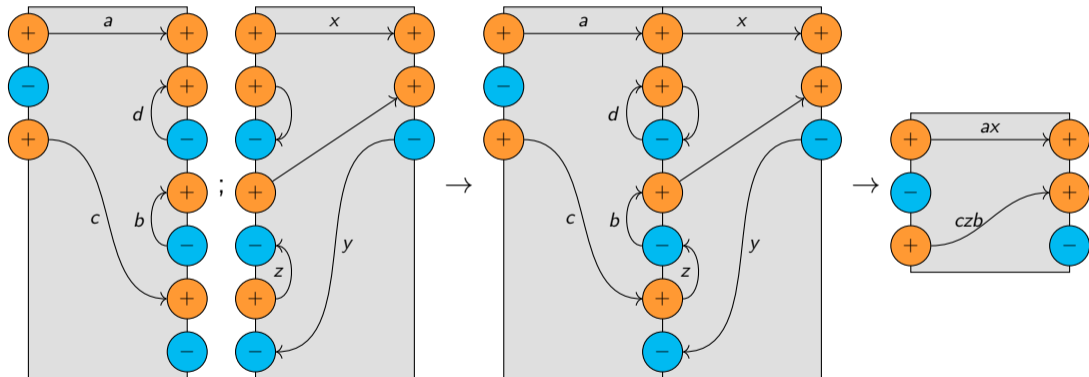 + a + + x + + a + x +
− + + + − + +
d d
+ − − − + − − + ax +
+ ; + → + → −
c b c b czb +
− − y − y + −
z z
+ + +
− − −